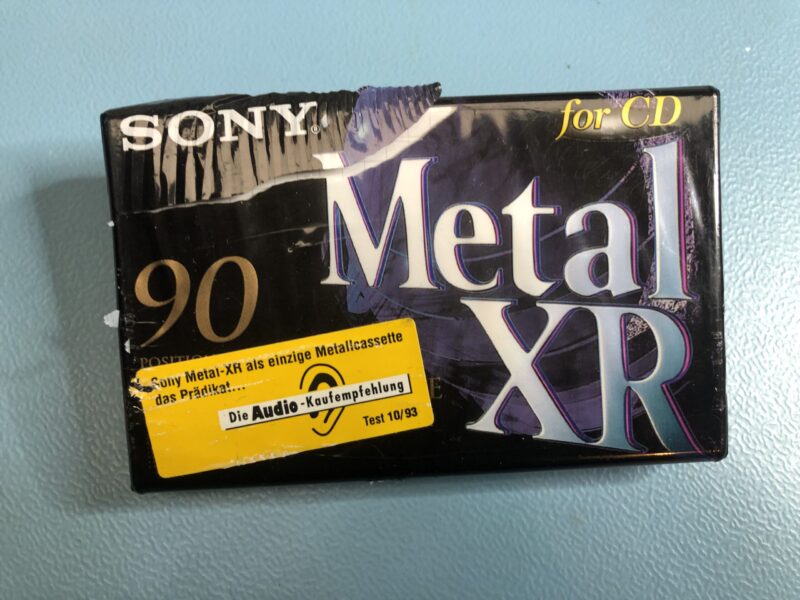 SONY®
for CD
Metal
XR
90
POSITIO
Sony Metal-XR als einzige Metallcassette
das Prädikat...
Die Audio-Kaufempfehlung
Test 10/93
E